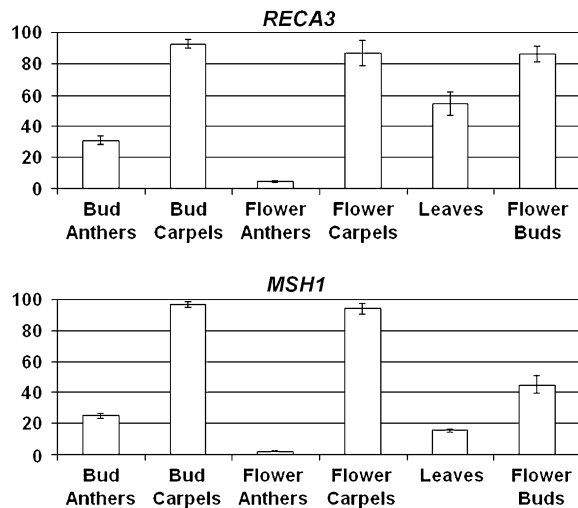 RECA3
100
80
60
40
20
0
Bud Anthers
Bud Carpels
Flower Anthers
Flower Carpels
Leaves
Flower Buds
MSH1
100
80
60
40
20
0
Bud Anthers
Bud Carpels
Flower Anthers
Flower Carpels
Leaves
Flower Buds